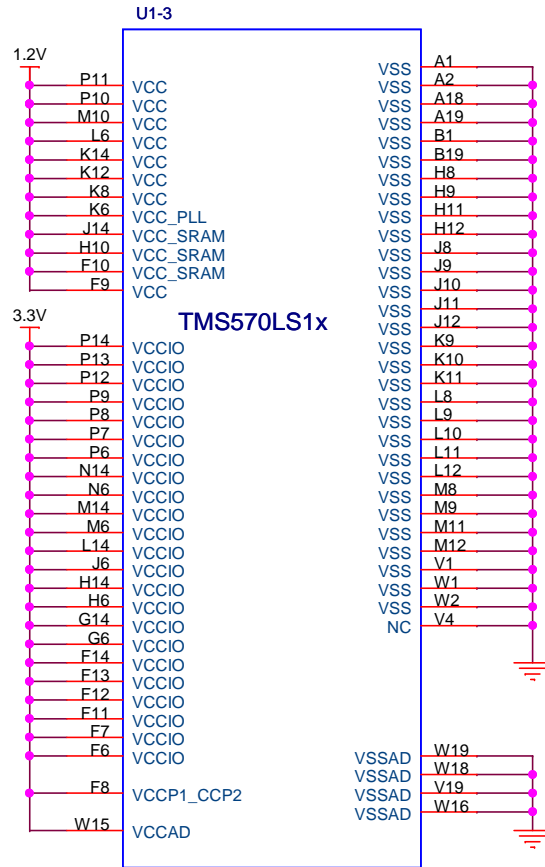 U1-3
1.2V
P11 VCC
P10 VCC
M10 VCC
L6 VCC
K14 VCC
K12 VCC
K8 VCC
K6 VCC_PLL
J14 VCC_SRAM
H10 VCC_SRAM
F10 VCC_SRAM
F9 VCC
3.3V
P14 VCCIO
P13 VCCIO
P12 VCCIO
P9 VCCIO
P8 VCCIO
P7 VCCIO
P6 VCCIO
N14 VCCIO
N6 VCCIO
M14 VCCIO
M6 VCCIO
L14 VCCIO
J6 VCCIO
H14 VCCIO
H6 VCCIO
G14 VCCIO
G6 VCCIO
F14 VCCIO
F13 VCCIO
F12 VCCIO
F11 VCCIO
F7 VCCIO
F6 VCCIO
F8 VCCP1_CCP2
W15 VCCAD
TMS570LS1x
VSS A1
VSS A2
VSS A18
VSS A19
VSS B1
VSS B19
VSS H8
VSS H9
VSS H11
VSS H12
VSS J8
VSS J9
VSS J10
VSS J11
VSS J12
VSS K9
VSS K10
VSS K11
VSS L8
VSS L9
VSS L10
VSS L11
VSS L12
VSS M8
VSS M9
VSS M11
VSS M12
VSS V1
VSS W1
VSS W2
NC V4
VSSAD W19
VSSAD W18
VSSAD V19
VSSAD W16